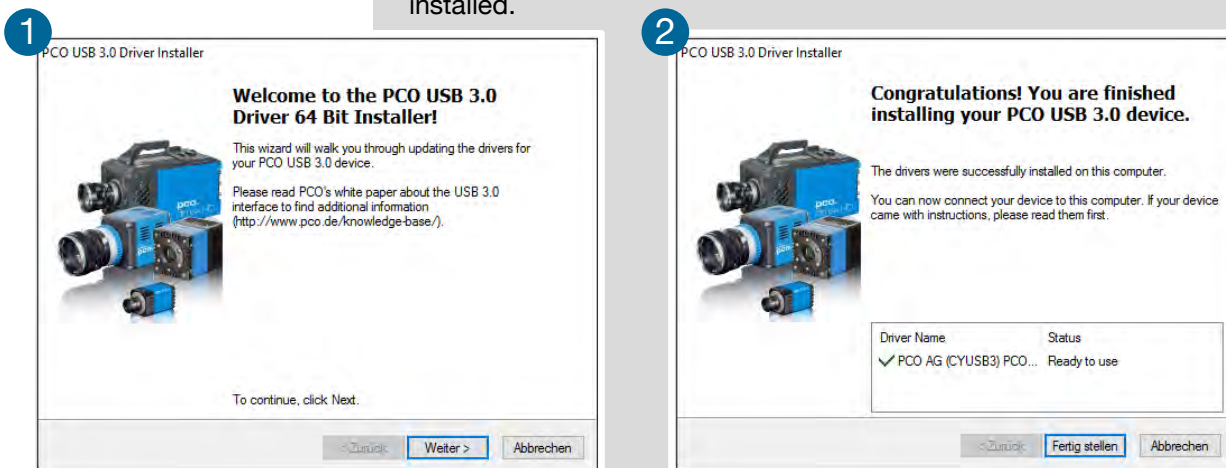 installed.
1
PCO USB 3.0 Driver Installer
Welcome to the PCO USB 3.0
Driver 64 Bit Installer!
This wizard will walk you through updating the drivers for
your PCO USB 3.0 device.
Please read PCO's white paper about the USB 3.0
interface to find additional information
(http://www.pco.de/knowledge-base/).
To continue, click Next.
< Zurück
Weiter >
Abbrechen
2
PCO USB 3.0 Driver Installer
Congratulations! You are finished
installing your PCO USB 3.0 device.
The drivers were successfully installed on this computer.
You can now connect your device to this computer. If your device
came with instructions, please read them first.
Driver Name Status
PCO AG (CYUSB3) PCO... Ready to use
< Zurück
Fertig stellen
Abbrechen